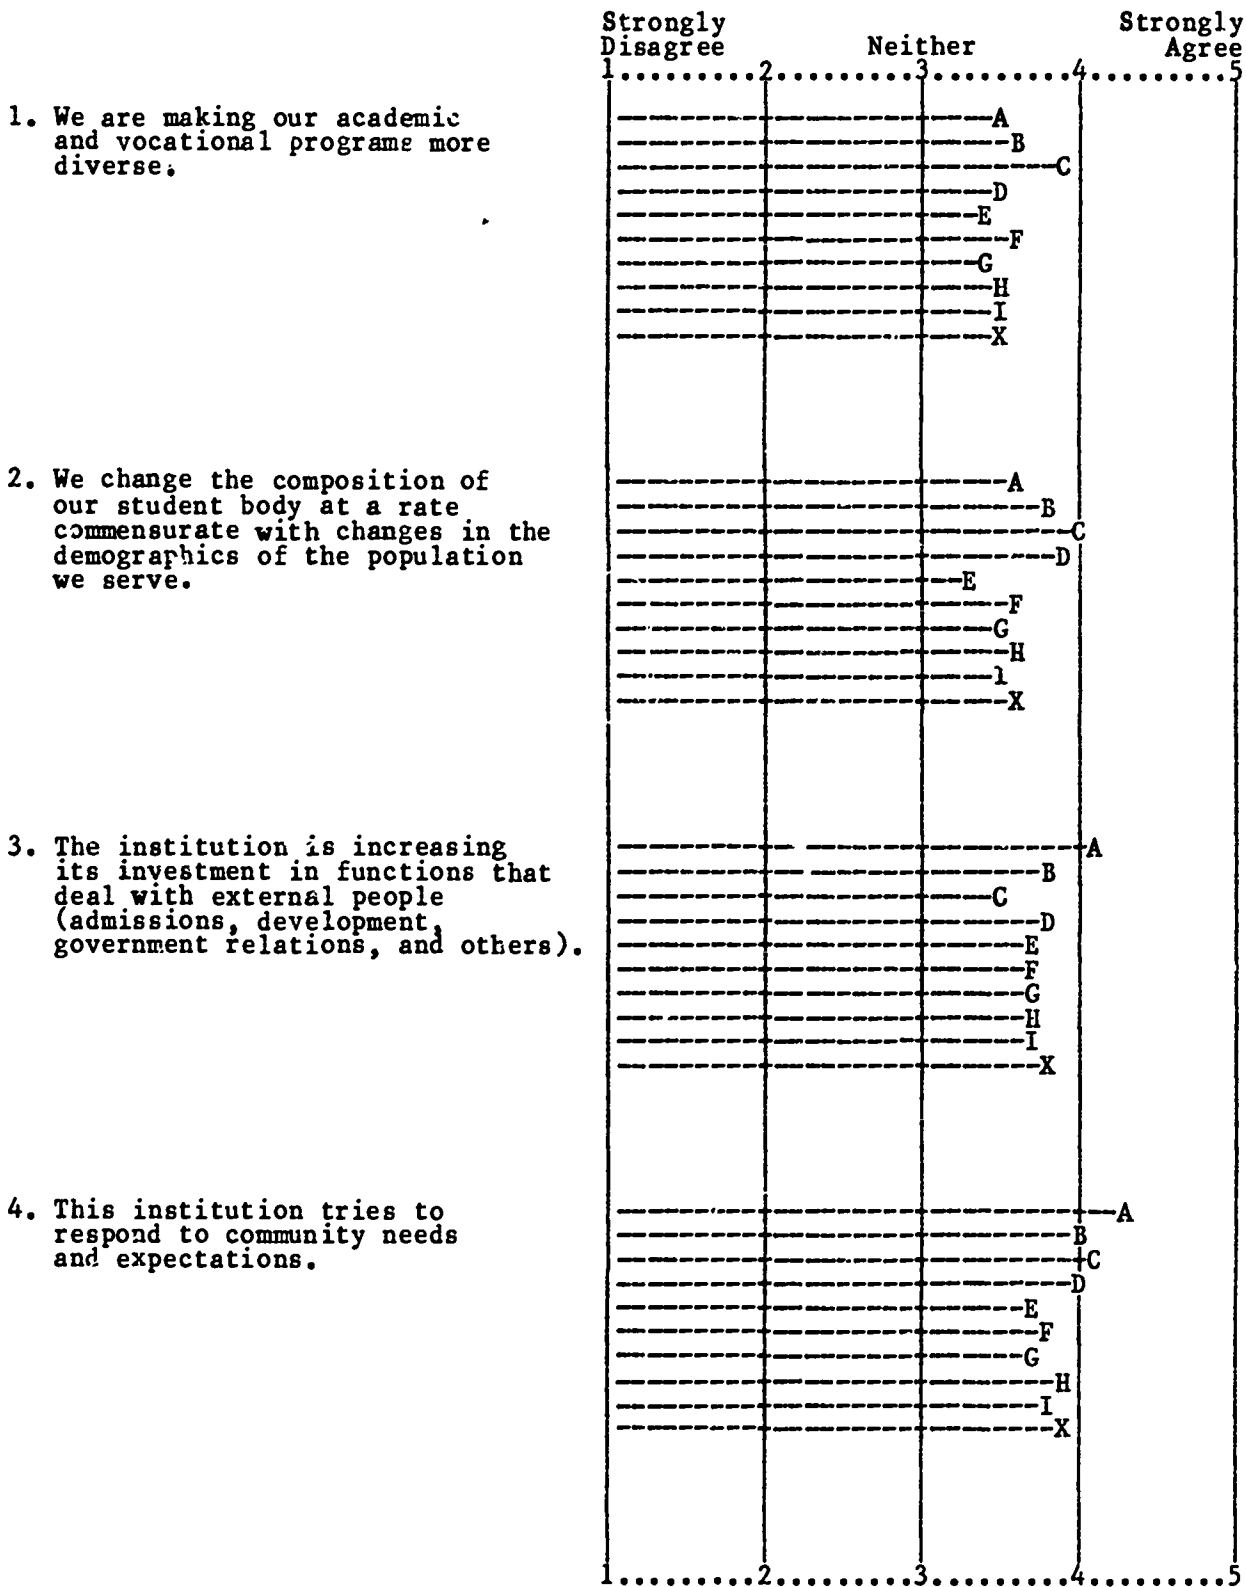 Strongly Strongly
Disagree Neither Agree
1.........2.........3.........4.........5
1. We are making our academic
and vocational programs more
diverse.
A
B
C
D
E
F
G
H
I
X
2. We change the composition of
our student body at a rate
commensurate with changes in the
demographics of the population
we serve.
A
B
C
D
E
F
G
H
I
X
3. The institution is increasing
its investment in functions that
deal with external people
(admissions, development,
government relations, and others).
A
B
C
D
E
F
G
H
I
X
4. This institution tries to
respond to community needs
and expectations.
A
B
C
D
E
F
G
H
I
X
1.........2.........3.........4.........5